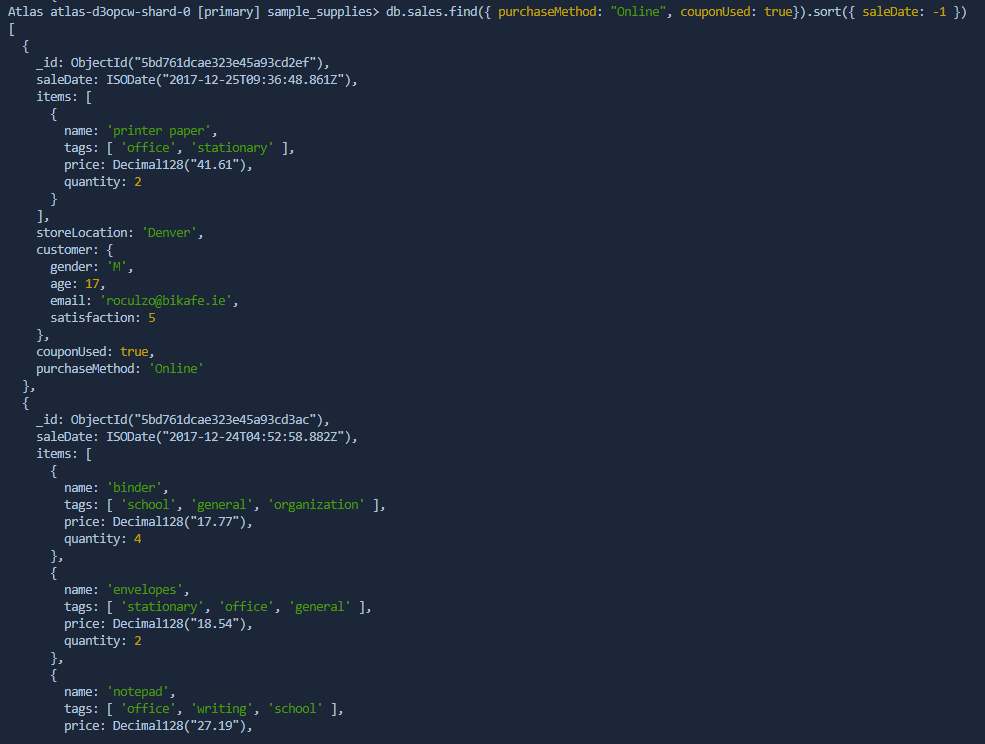 Atlas atlas-d3opcw-shard-0 [primary] sample_supplies> db.sales.find({ purchaseMethod: "Online", couponUsed: true}).sort({ saleDate: -1 })
[
  {
    _id: ObjectId("5bd761dcae323e45a93cd2ef"),
    saleDate: ISODate("2017-12-25T09:36:48.861Z"),
    items: [
      {
        name: 'printer paper',
        tags: [ 'office', 'stationary' ],
        price: Decimal128("41.61"),
        quantity: 2
      }
    ],
    storeLocation: 'Denver',
    customer: {
      gender: 'M',
      age: 17,
      email: 'roculzo@bikafe.ie',
      satisfaction: 5
    },
    couponUsed: true,
    purchaseMethod: 'Online'
  },
  {
    _id: ObjectId("5bd761dcae323e45a93cd3ac"),
    saleDate: ISODate("2017-12-24T04:52:58.882Z"),
    items: [
      {
        name: 'binder',
        tags: [ 'school', 'general', 'organization' ],
        price: Decimal128("17.77"),
        quantity: 4
      },
      {
        name: 'envelopes',
        tags: [ 'stationary', 'office', 'general' ],
        price: Decimal128("18.54"),
        quantity: 2
      },
      {
        name: 'notepad',
        tags: [ 'office', 'writing', 'school' ],
        price: Decimal128("27.19"),